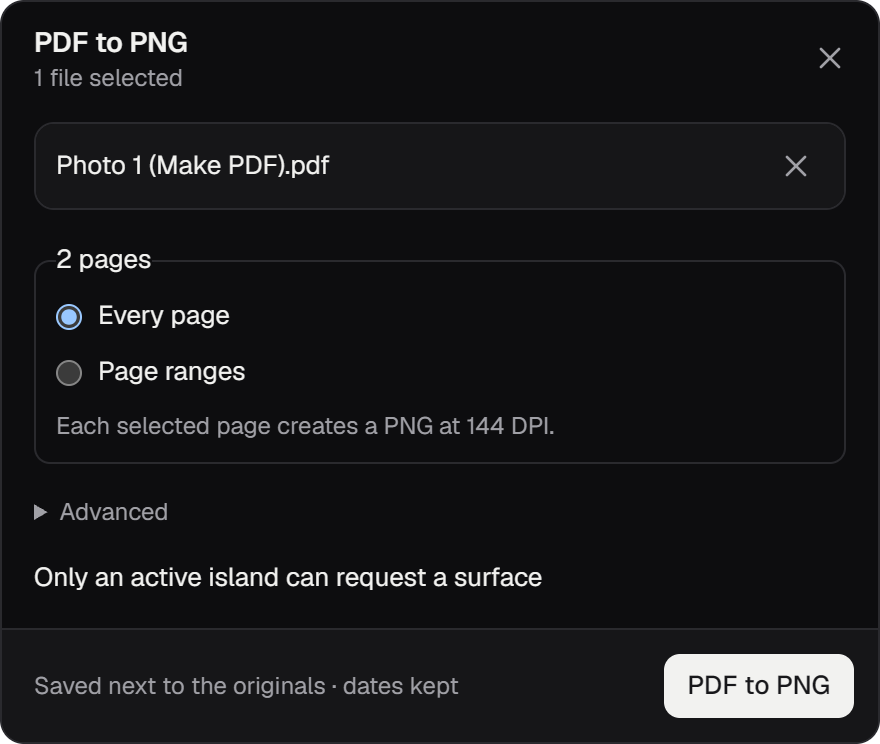 PDF to PNG
1 file selected
Photo 1 (Make PDF).pdf
2 pages
Every page
Page ranges
Each selected page creates a PNG at 144 DPI.
Advanced
Only an active island can request a surface
Saved next to the originals · dates kept
PDF to PNG